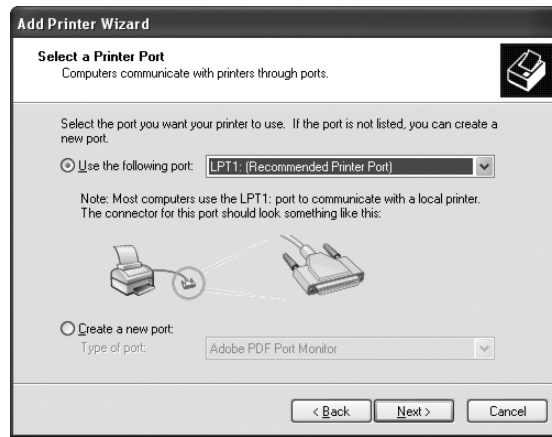 Add Printer Wizard
Select a Printer Port
Computers communicate with printers through ports.
Select the port you want your printer to use. If the port is not listed, you can create a
new port.
Use the following port: LPT1: (Recommended Printer Port)
Note: Most computers use the LPT1: port to communicate with a local printer.
The connector for this port should look something like this:
Create a new port:
Type of port: Adobe PDF Port Monitor
< Back Next > Cancel